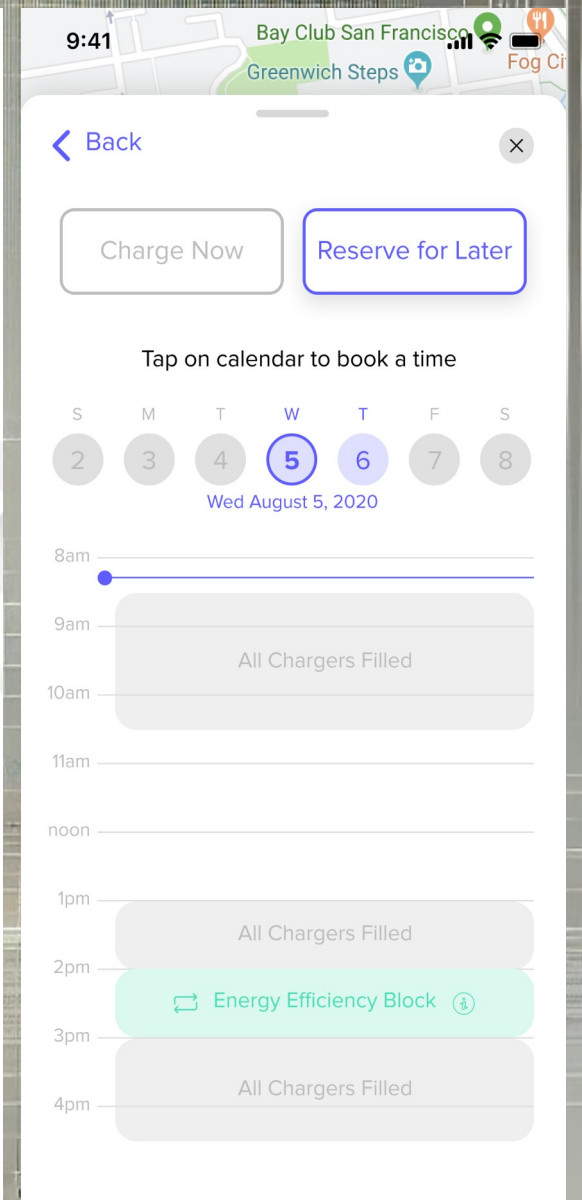 Bay Club San Francisco
9:41
Greenwich Steps
Fog Ci
Back
Charge Now
Reserve for Later
Tap on calendar to book a time
S M T W T F S
2 3 4 5 6 7 8
Wed August 5, 2020
8am
9am
All Chargers Filled
10am
11am
noon
1pm
All Chargers Filled
2pm
Energy Efficiency Block
3pm
All Chargers Filled
4pm